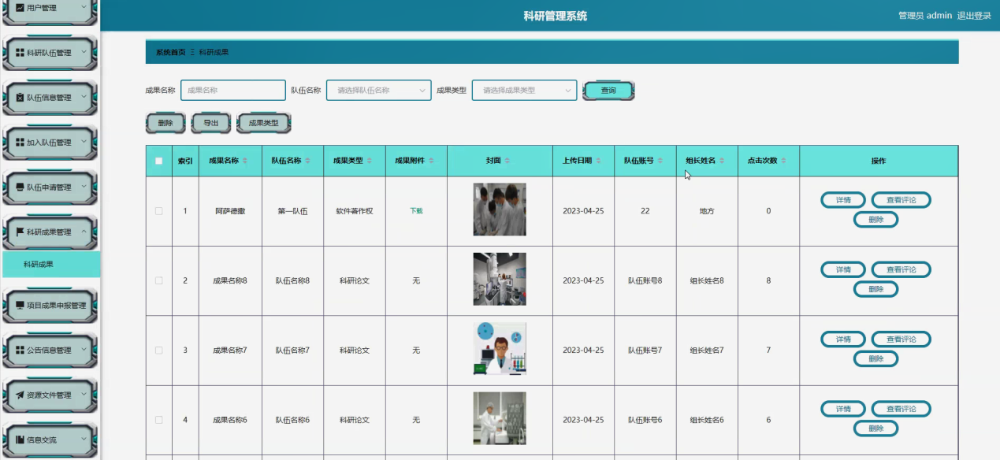 用户管理
科研管理系统
管理员 admin 退出登录
科研队伍管理
队伍信息管理
加入队伍管理
队伍申请管理
科研成果管理
科研成果
项目成果申报管理
公告信息管理
资源文件管理
信息交流
系统首页 Ξ 科研成果
成果名称 成果名称 队伍名称 请选择队伍名称 成果类型 请选择成果类型 查询
删除 导出 成果类型
索引 成果名称 队伍名称 成果类型 成果附件 封面 上传日期 队伍账号 组长姓名 点击次数 操作
1 阿萨德撒 第一队伍 软件著作权 下载 2023-04-25 22 地方 0 详情 查看评论
删除
2 成果名称8 队伍名称8 科研论文 无 2023-04-25 队伍账号8 组长姓名8 8 详情 查看评论
删除
3 成果名称7 队伍名称7 科研论文 无 2023-04-25 队伍账号7 组长姓名7 7 详情 查看评论
删除
4 成果名称6 队伍名称6 科研论文 无 2023-04-25 队伍账号6 组长姓名6 6 详情 查看评论
删除